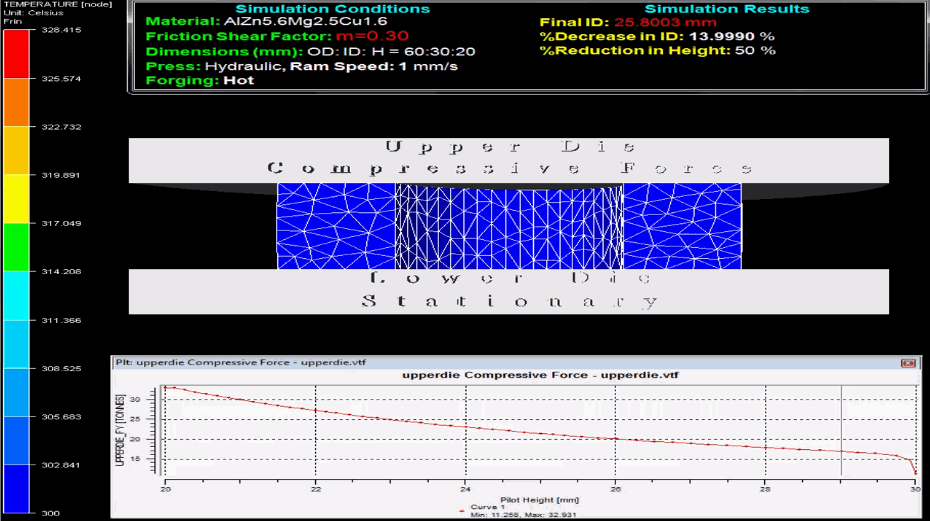 TEMPERATURE [node]
Unit: Celsius
Frin
328.415
325.574
322.732
319.891
317.049
314.208
311.366
308.525
305.683
302.841
300
Simulation Conditions
Material: AlZn5.6Mg2.5Cu1.6
Friction Shear Factor: m=0.30
Dimensions (mm): OD: ID: H = 60:30:20
Press: Hydraulic, Ram Speed: 1 mm/s
Forging: Hot
Simulation Results
Final ID: 25.8003 mm
%Decrease in ID: 13.9990 %
%Reduction in Height: 50 %
Upper Die
Compressive Force
Lower Die
Stationary
Plt: upperdie Compressive Force - upperdie.vtf
upperdie Compressive Force - upperdie.vtf
UPPERDIE_FY [TONNES]
30
25
20
15
20 22 24 26 28 30
Pilot Height [mm]
Curve 1
Min: 11.256, Max: 32.931